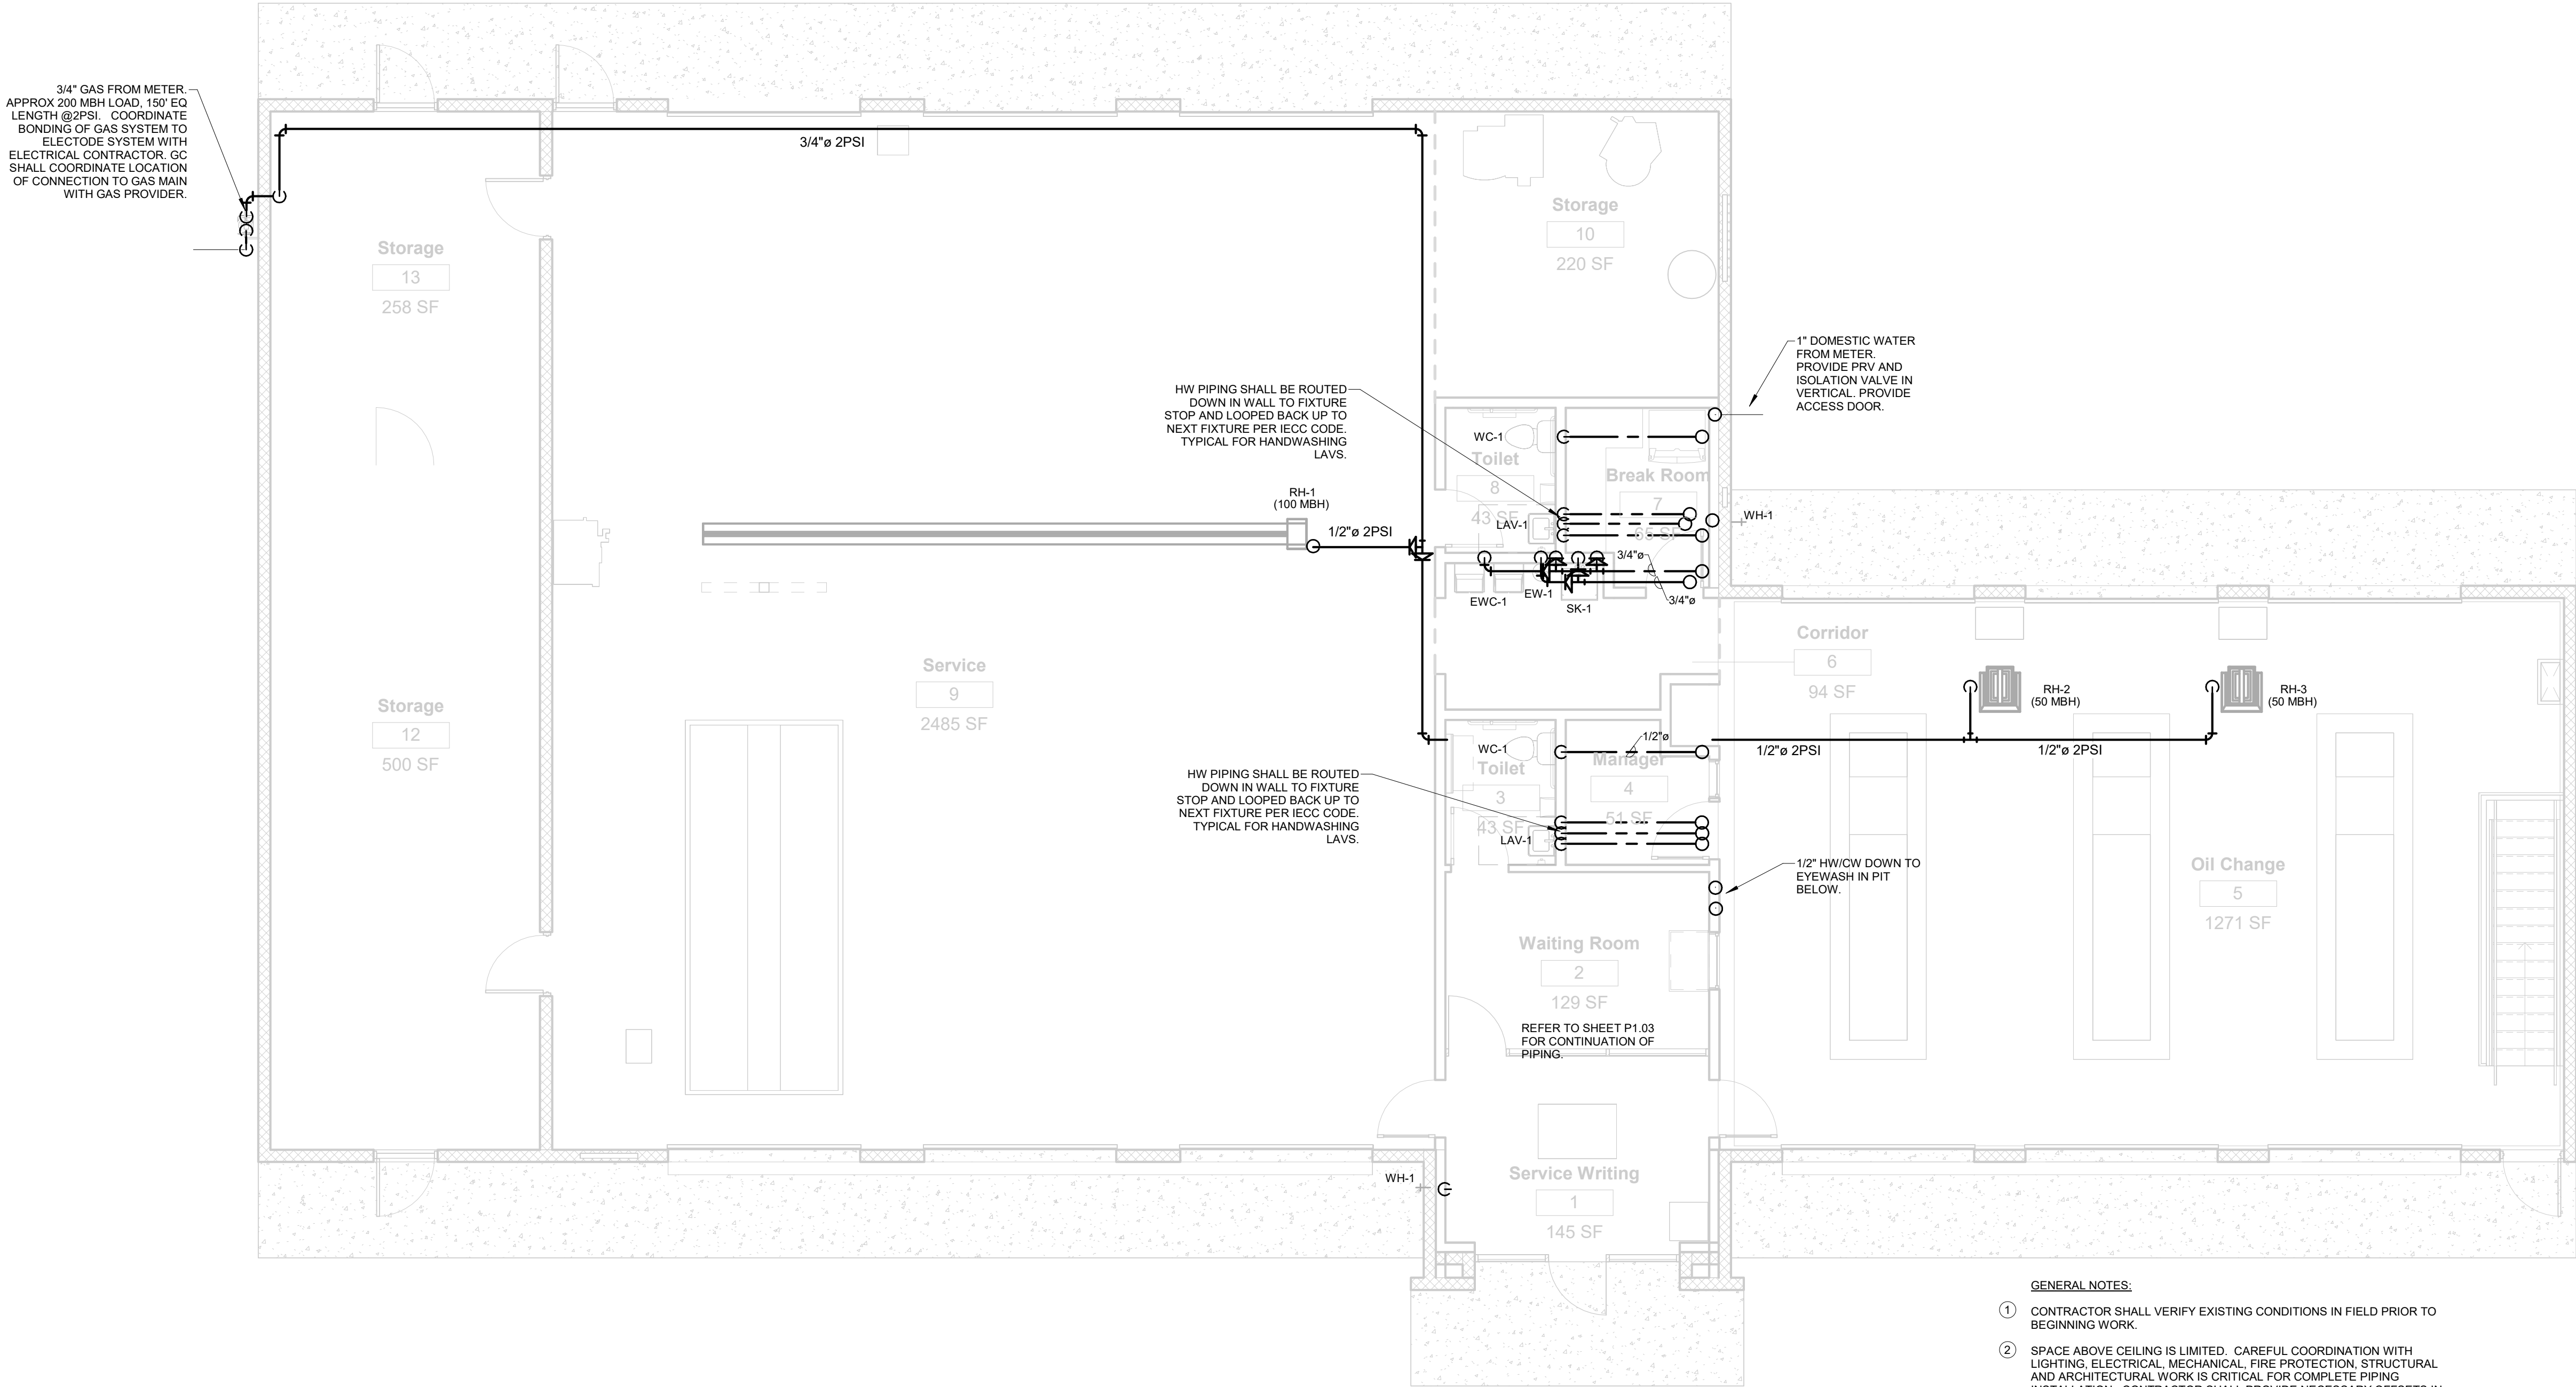 3/4" GAS FROM METER.
APPROX 200 MBH LOAD, 150' EQ
LENGTH @2PSI. COORDINATE
BONDING OF GAS SYSTEM TO
ELECTODE SYSTEM WITH
ELECTRICAL CONTRACTOR. GC
SHALL COORDINATE LOCATION
OF CONNECTION TO GAS MAIN
WITH GAS PROVIDER.
3/4"ø 2PSI
Storage
10
220 SF
Storage
13
258 SF
1" DOMESTIC WATER
FROM METER.
PROVIDE PRV AND
ISOLATION VALVE IN
VERTICAL. PROVIDE
ACCESS DOOR.
HW PIPING SHALL BE ROUTED
DOWN IN WALL TO FIXTURE
STOP AND LOOPED BACK UP TO
NEXT FIXTURE PER IECC CODE.
TYPICAL FOR HANDWASHING
LAVS.
WC-1
Toilet
8
43 SF
LAV-1
Break Room
7
65 SF
WH-1
RH-1
(100 MBH)
1/2"ø 2PSI
3/4"ø
3/4"ø
EWC-1
EW-1
SK-1
Corridor
6
94 SF
Service
9
2485 SF
RH-2
(50 MBH)
RH-3
(50 MBH)
Storage
12
500 SF
1/2"ø 2PSI
1/2"ø 2PSI
WC-1
Toilet
3
43 SF
LAV-1
1/2"ø
Manager
4
51 SF
HW PIPING SHALL BE ROUTED
DOWN IN WALL TO FIXTURE
STOP AND LOOPED BACK UP TO
NEXT FIXTURE PER IECC CODE.
TYPICAL FOR HANDWASHING
LAVS.
1/2" HW/CW DOWN TO
EYEWASH IN PIT
BELOW.
Oil Change
5
1271 SF
Waiting Room
2
129 SF
REFER TO SHEET P1.03
FOR CONTINUATION OF
PIPING.
WH-1
Service Writing
1
145 SF
GENERAL NOTES:
1 CONTRACTOR SHALL VERIFY EXISTING CONDITIONS IN FIELD PRIOR TO
BEGINNING WORK.
2 SPACE ABOVE CEILING IS LIMITED. CAREFUL COORDINATION WITH
LIGHTING, ELECTRICAL, MECHANICAL, FIRE PROTECTION, STRUCTURAL
AND ARCHITECTURAL WORK IS CRITICAL FOR COMPLETE PIPING
INSTALLATION. CONTRACTOR SHALL PROVIDE NECESSARY OFFSETS IN